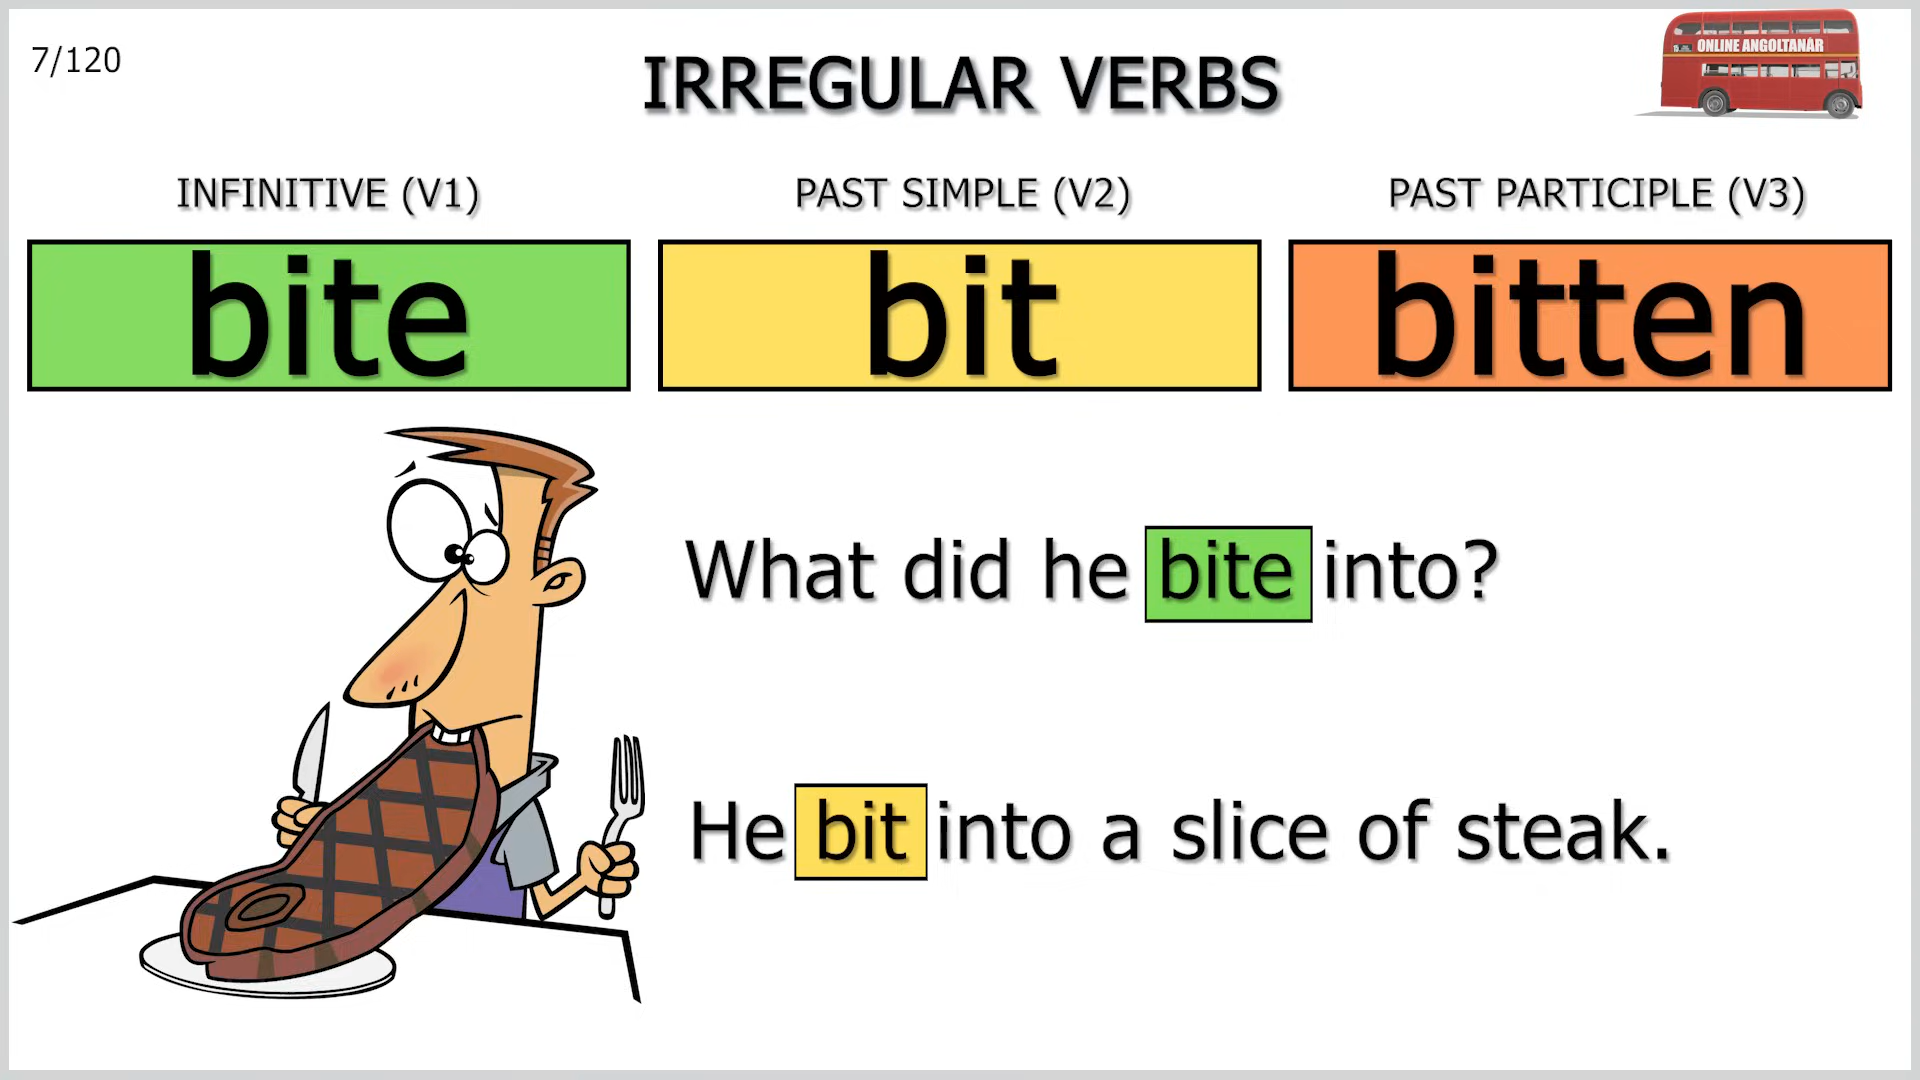 7/120
IRREGULAR VERBS
ONLINE ANGOLTANÁR
INFINITIVE (V1) PAST SIMPLE (V2) PAST PARTICIPLE (V3)
bite bit bitten
What did he bite into?
He bit into a slice of steak.